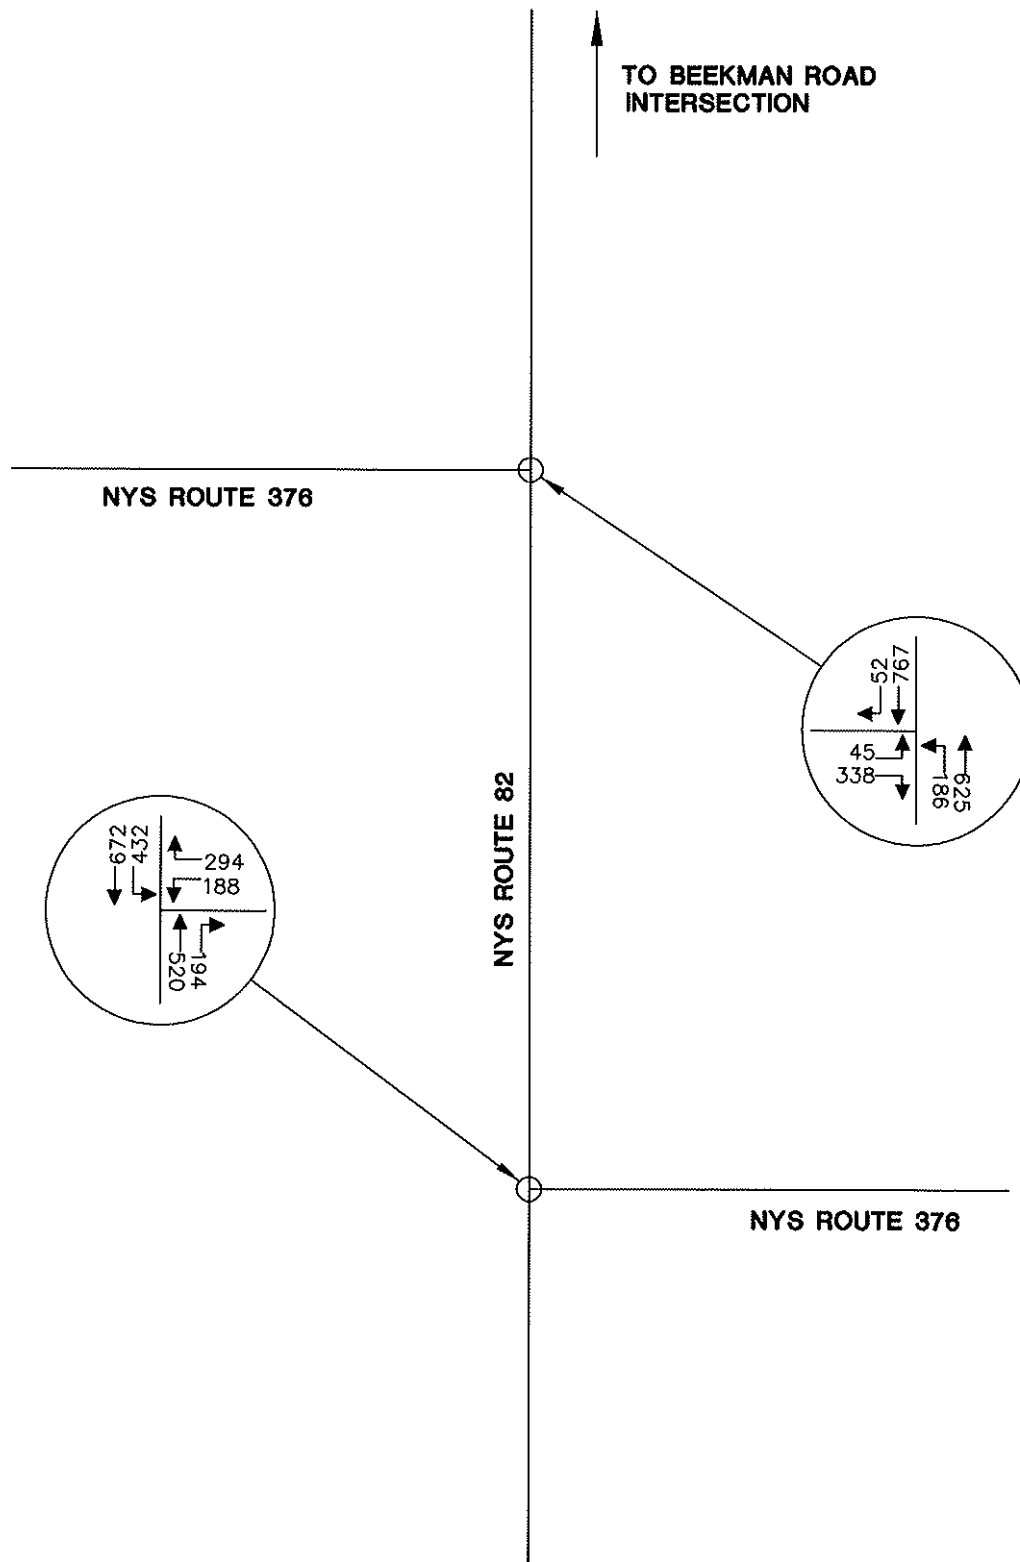 TO BEEKMAN ROAD
INTERSECTION
NYS ROUTE 376
52
767
45
338
186
625
NYS ROUTE 82
672
432
294
188
520
194
NYS ROUTE 376